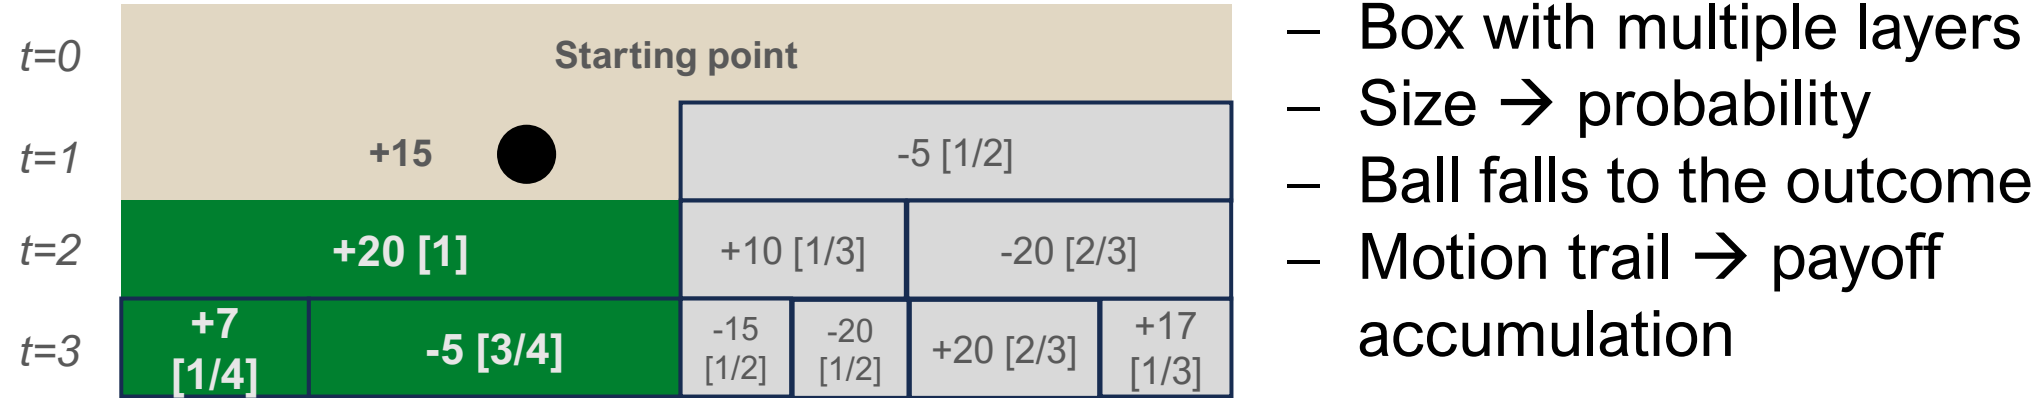 t=0
Starting point
t=1
+15
-5 [1/2]
t=2
+20 [1]
+10 [1/3]
-20 [2/3]
t=3
+7
[1/4]
-5 [3/4]
-15
[1/2]
-20
[1/2]
+20 [2/3]
+17
[1/3]
– Box with multiple layers
– Size → probability
– Ball falls to the outcome
– Motion trail → payoff
accumulation